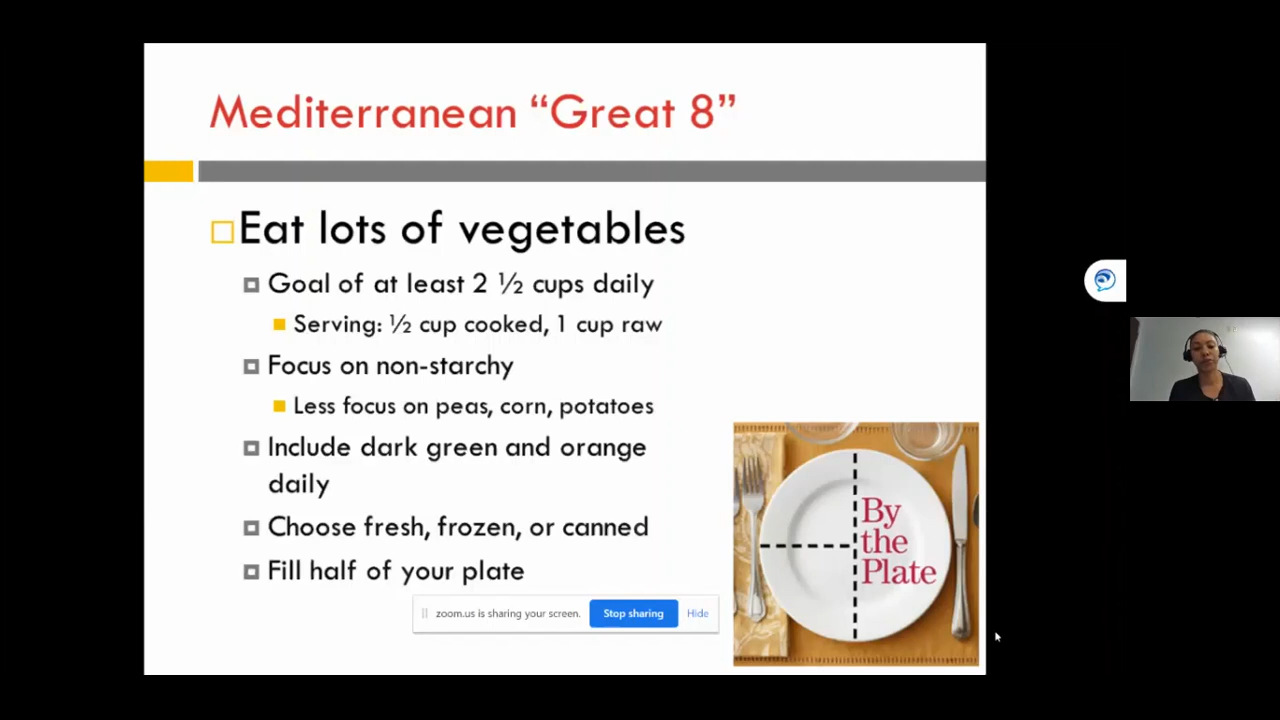 Mediterranean “Great 8”
Eat lots of vegetables
Goal of at least 2 ½ cups daily
Serving: ½ cup cooked, 1 cup raw
Focus on non-starchy
Less focus on peas, corn, potatoes
Include dark green and orange
daily
Choose fresh, frozen, or canned
Fill half of your plate
By
the
Plate
zoom.us is sharing your screen. Stop sharing Hide